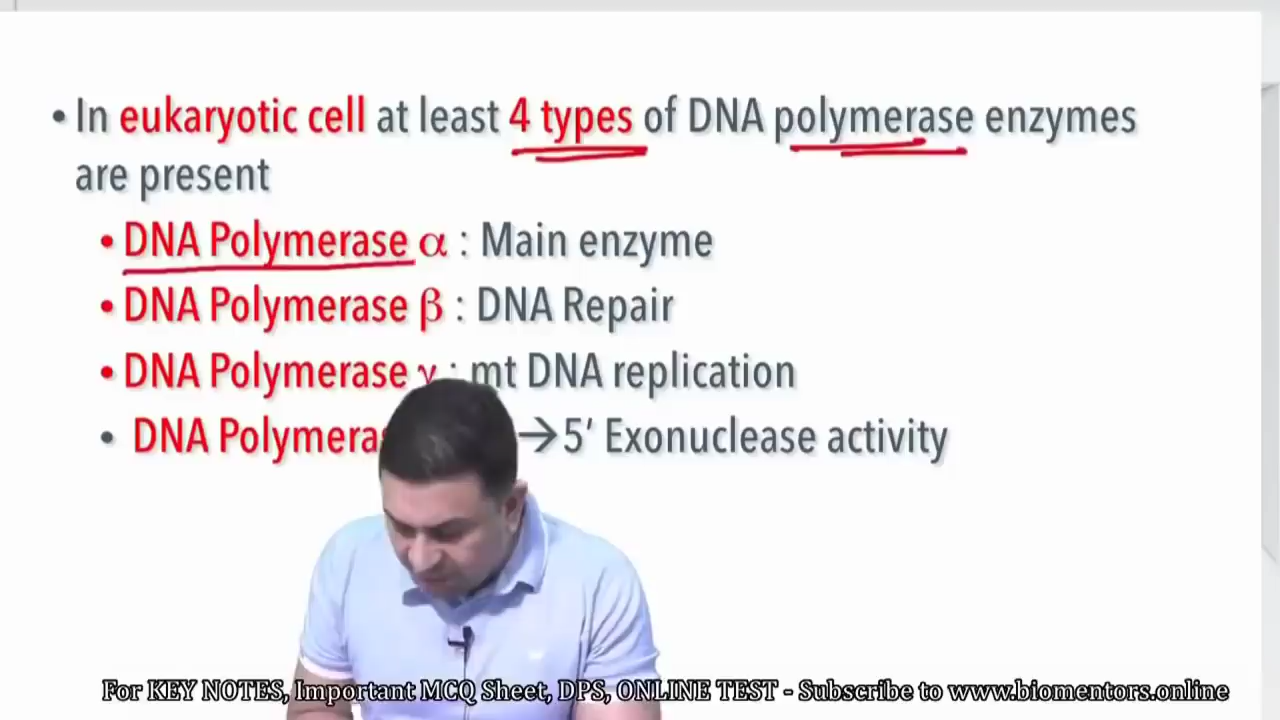 • In eukaryotic cell at least 4 types of DNA polymerase enzymes
are present
• DNA Polymerase α : Main enzyme
• DNA Polymerase β : DNA Repair
• DNA Polymerase γ : mt DNA replication
• DNA →5′ Exonuclease activity
For KEY NOTES, Important MCQ Sheet, DPS, ONLINE TEST - Subscribe to www.biomentors.online